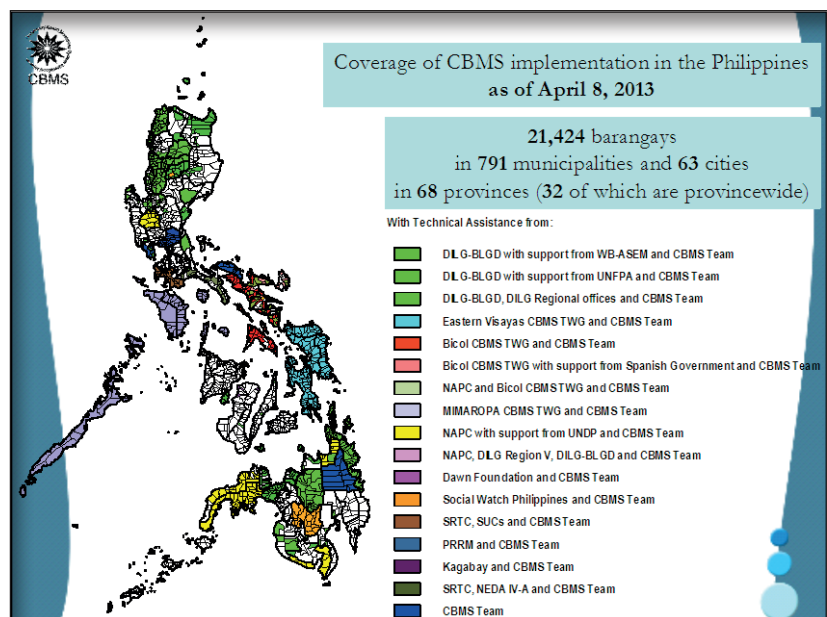 CBMS
Coverage of CBMS implementation in the Philippines
as of April 8, 2013
21,424 barangays
in 791 municipalities and 63 cities
in 68 provinces (32 of which are provincewide)
With Technical Assistance from:
DILG-BLGD with support from WB-ASEM and CBMS Team
DILG-BLGD with support from UNFPA and CBMS Team
DILG-BLGD, DILG Regional offices and CBMS Team
Eastern Visayas CBMS TWG and CBMS Team
Bicol CBMS TWG and CBMS Team
Bicol CBMS TWG with support from Spanish Government and CBMS Team
NAPC and Bicol CBMS TWG and CBMS Team
MIMAROPA CBMS TWG and CBMS Team
NAPC with support from UNDP and CBMS Team
NAPC, DILG Region V, DILG-BLGD and CBMS Team
Dawn Foundation and CBMS Team
Social Watch Philippines and CBMS Team
SRTC, SUCs and CBMS Team
PRRM and CBMS Team
Kagabay and CBMS Team
SRTC, NEDA IV-A and CBMS Team
CBMS Team